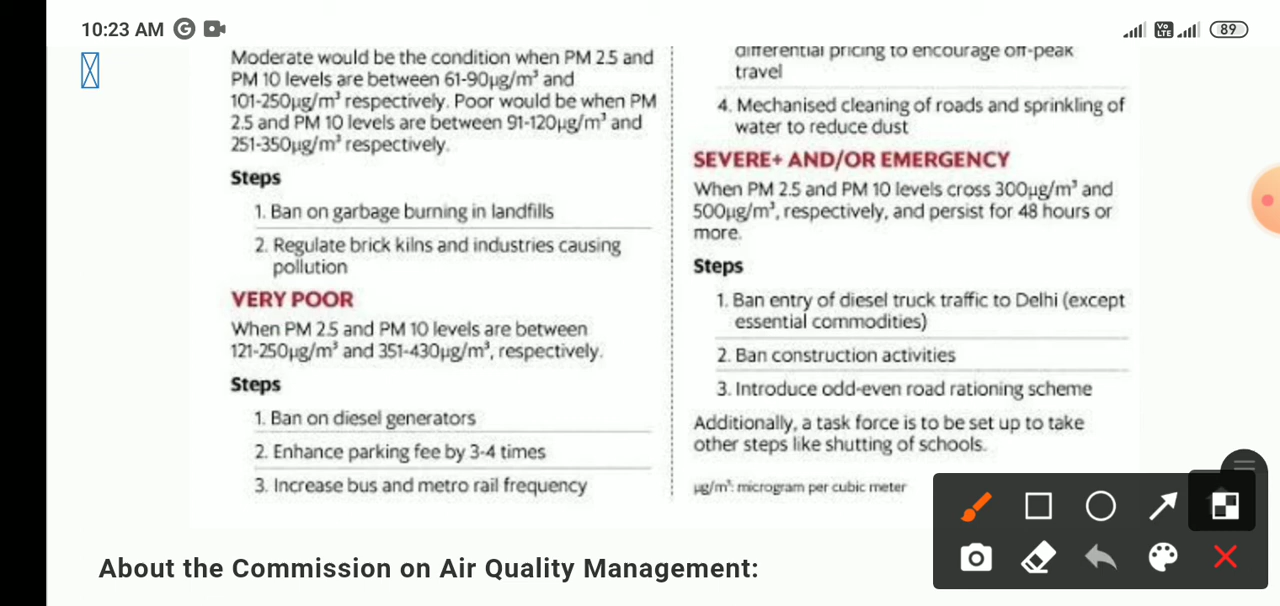 10:23 AM
Vo LTE
89
Moderate would be the condition when PM 2.5 and
PM 10 levels are between 61-90µg/m³ and
101-250µg/m³ respectively. Poor would be when PM
2.5 and PM 10 levels are between 91-120µg/m³ and
251-350µg/m³ respectively.
Steps
1. Ban on garbage burning in landfills
2. Regulate brick kilns and industries causing
pollution
VERY POOR
When PM 2.5 and PM 10 levels are between
121-250µg/m³ and 351-430µg/m³, respectively.
Steps
1. Ban on diesel generators
2. Enhance parking fee by 3-4 times
3. Increase bus and metro rail frequency
differential pricing to encourage off-peak
travel
4. Mechanised cleaning of roads and sprinkling of
water to reduce dust
SEVERE+ AND/OR EMERGENCY
When PM 2.5 and PM 10 levels cross 300µg/m³ and
500µg/m³, respectively, and persist for 48 hours or
more.
Steps
1. Ban entry of diesel truck traffic to Delhi (except
essential commodities)
2. Ban construction activities
3. Introduce odd-even road rationing scheme
Additionally, a task force is to be set up to take
other steps like shutting of schools.
µg/m³: microgram per cubic meter
About the Commission on Air Quality Management: